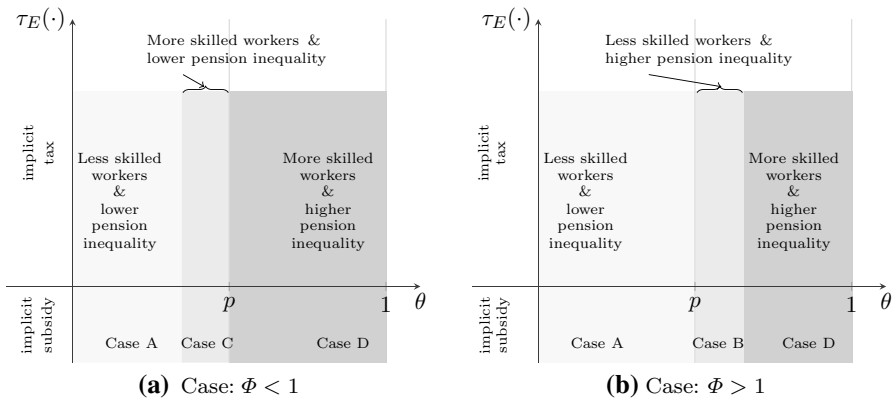 τ_E(·)
More skilled workers &
lower pension inequality
implicit
tax
Less skilled
workers
&
lower
pension
inequality
More skilled
workers
&
higher
pension
inequality
p
1
θ
implicit
subsidy
Case A
Case C
Case D
(a) Case: Φ < 1
τ_E(·)
Less skilled workers &
higher pension inequality
implicit
tax
Less skilled
workers
&
lower
pension
inequality
More skilled
workers
&
higher
pension
inequality
p
1
θ
implicit
subsidy
Case A
Case B
Case D
(b) Case: Φ > 1